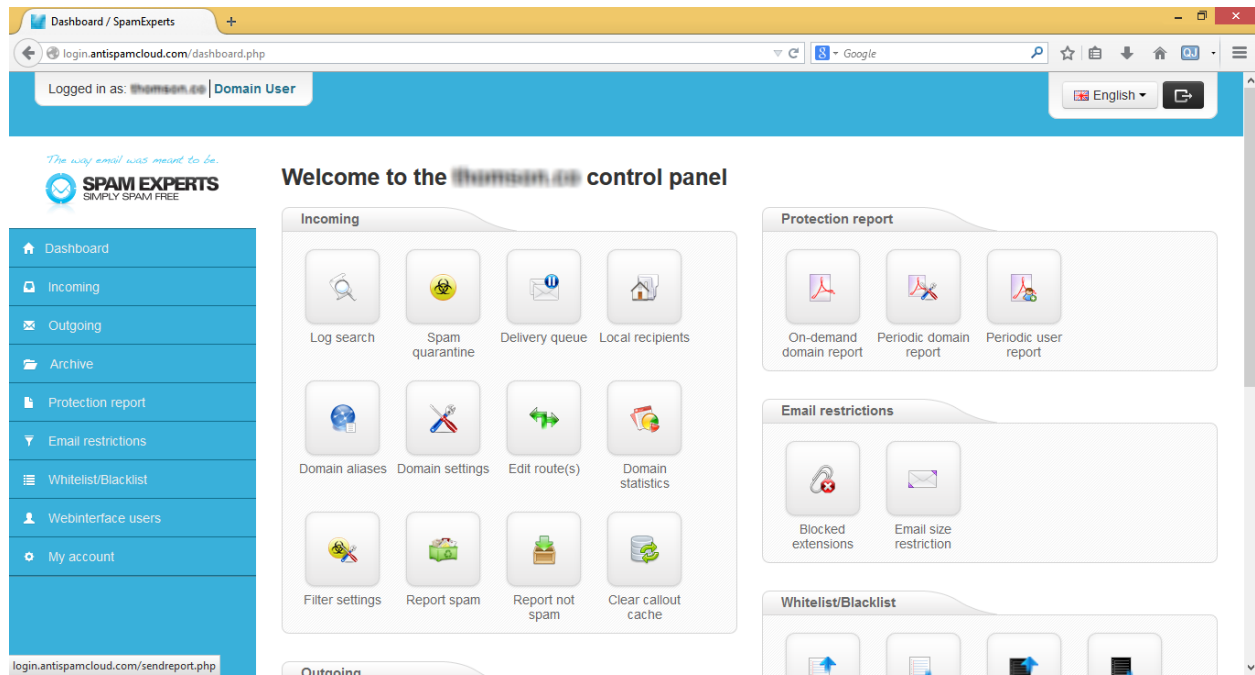 Dashboard / SpamExperts
login.antispamcloud.com/dashboard.php
Google
QJ
Logged in as: Domain User
English
The way email was meant to be.
SPAM EXPERTS
SIMPLY SPAM FREE
Dashboard
Incoming
Outgoing
Archive
Protection report
Email restrictions
Whitelist/Blacklist
Webinterface users
My account
Welcome to the control panel
Incoming
Log search
Spam
quarantine
Delivery queue
Local recipients
Domain aliases
Domain settings
Edit route(s)
Domain
statistics
Filter settings
Report spam
Report not
spam
Clear callout
cache
Outgoing
Protection report
On-demand
domain report
Periodic domain
report
Periodic user
report
Email restrictions
Blocked
extensions
Email size
restriction
Whitelist/Blacklist
login.antispamcloud.com/sendreport.php